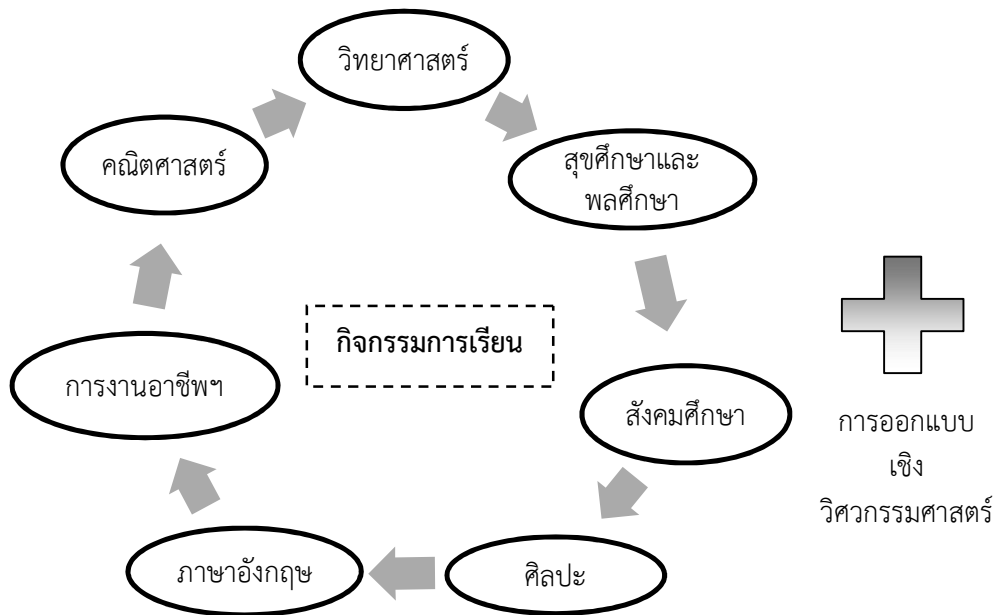 วิทยาศาสตร์
สุขศึกษาและ
พลศึกษา
คณิตศาสตร์
กิจกรรมการเรียน
การงานอาชีพฯ
สังคมศึกษา
การออกแบบ
เชิง
วิศวกรรมศาสตร์
ภาษาอังกฤษ
ศิลปะ